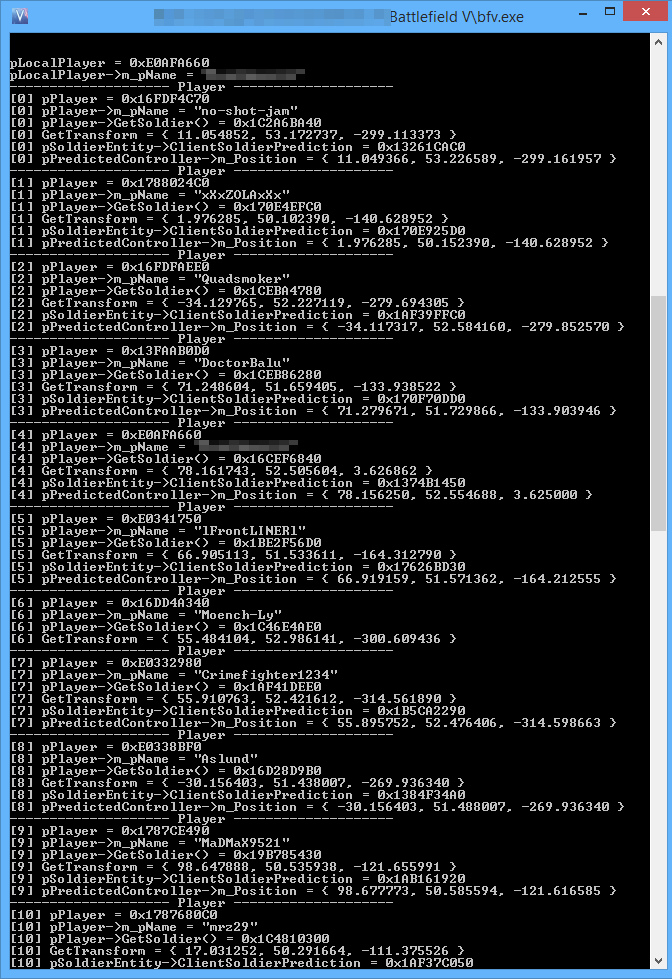 Battlefield V\bfv.exe
pLocalPlayer = 0xE0AFA660
pLocalPlayer->m_pName =
-------------------- Player --------------------
[0] pPlayer = 0x16FDF4C70
[0] pPlayer->m_pName = "no-shot-jam"
[0] pPlayer->GetSoldier() = 0x1C2A6BA40
[0] GetTransform = { 11.054852, 53.172737, -299.113373 }
[0] pSoldierEntity->ClientSoldierPrediction = 0x13261CAC0
[0] pPredictedController->m_Position = { 11.049366, 53.226589, -299.161957 }
-------------------- Player --------------------
[1] pPlayer = 0x1788024C0
[1] pPlayer->m_pName = "xXxZOLAxXx"
[1] pPlayer->GetSoldier() = 0x170E4EFC0
[1] GetTransform = { 1.976285, 50.102390, -140.628952 }
[1] pSoldierEntity->ClientSoldierPrediction = 0x170E925D0
[1] pPredictedController->m_Position = { 1.976285, 50.152390, -140.628952 }
-------------------- Player --------------------
[2] pPlayer = 0x16FDFAEE0
[2] pPlayer->m_pName = "Quadsmoker"
[2] pPlayer->GetSoldier() = 0x1CEBA4780
[2] GetTransform = { -34.129765, 52.227119, -279.694305 }
[2] pSoldierEntity->ClientSoldierPrediction = 0x1AF39FFC0
[2] pPredictedController->m_Position = { -34.117317, 52.584160, -279.852570 }
-------------------- Player --------------------
[3] pPlayer = 0x13FAAB0D0
[3] pPlayer->m_pName = "DoctorBalu"
[3] pPlayer->GetSoldier() = 0x1CEB86280
[3] GetTransform = { 71.248604, 51.659405, -133.938522 }
[3] pSoldierEntity->ClientSoldierPrediction = 0x170F70DD0
[3] pPredictedController->m_Position = { 71.279671, 51.729866, -133.903946 }
-------------------- Player --------------------
[4] pPlayer = 0xE0AFA660
[4] pPlayer->m_pName =
[4] pPlayer->GetSoldier() = 0x16CEF6840
[4] GetTransform = { 78.161743, 52.505604, 3.626862 }
[4] pSoldierEntity->ClientSoldierPrediction = 0x1374B1450
[4] pPredictedController->m_Position = { 78.156250, 52.554688, 3.625000 }
-------------------- Player --------------------
[5] pPlayer = 0xE0341750
[5] pPlayer->m_pName = "lFrontLINERl"
[5] pPlayer->GetSoldier() = 0x1BE2F56D0
[5] GetTransform = { 66.905113, 51.533611, -164.312790 }
[5] pSoldierEntity->ClientSoldierPrediction = 0x17626BD30
[5] pPredictedController->m_Position = { 66.919159, 51.571362, -164.212555 }
-------------------- Player --------------------
[6] pPlayer = 0x16DD4A340
[6] pPlayer->m_pName = "Moench-Ly"
[6] pPlayer->GetSoldier() = 0x1C46E4AE0
[6] GetTransform = { 55.484104, 52.986141, -300.609436 }
-------------------- Player --------------------
[7] pPlayer = 0xE0332980
[7] pPlayer->m_pName = "Crimefighter1234"
[7] pPlayer->GetSoldier() = 0x1AF41DEE0
[7] GetTransform = { 55.910763, 52.421612, -314.561890 }
[7] pSoldierEntity->ClientSoldierPrediction = 0x1B5CA2290
[7] pPredictedController->m_Position = { 55.895752, 52.476406, -314.598663 }
-------------------- Player --------------------
[8] pPlayer = 0xE0338BF0
[8] pPlayer->m_pName = "Aslund"
[8] pPlayer->GetSoldier() = 0x16D28D9B0
[8] GetTransform = { -30.156403, 51.438007, -269.936340 }
[8] pSoldierEntity->ClientSoldierPrediction = 0x1384F34A0
[8] pPredictedController->m_Position = { -30.156403, 51.488007, -269.936340 }
-------------------- Player --------------------
[9] pPlayer = 0x1787CE490
[9] pPlayer->m_pName = "MaDMaX9521"
[9] pPlayer->GetSoldier() = 0x19B785430
[9] GetTransform = { 98.647888, 50.535938, -121.655991 }
[9] pSoldierEntity->ClientSoldierPrediction = 0x1AB161920
[9] pPredictedController->m_Position = { 98.677773, 50.585594, -121.616585 }
-------------------- Player --------------------
[10] pPlayer = 0x1787680C0
[10] pPlayer->m_pName = "mrz29"
[10] pPlayer->GetSoldier() = 0x1C4810300
[10] GetTransform = { 17.031252, 50.291664, -111.375526 }
[10] pSoldierEntity->ClientSoldierPrediction = 0x1AF37C050